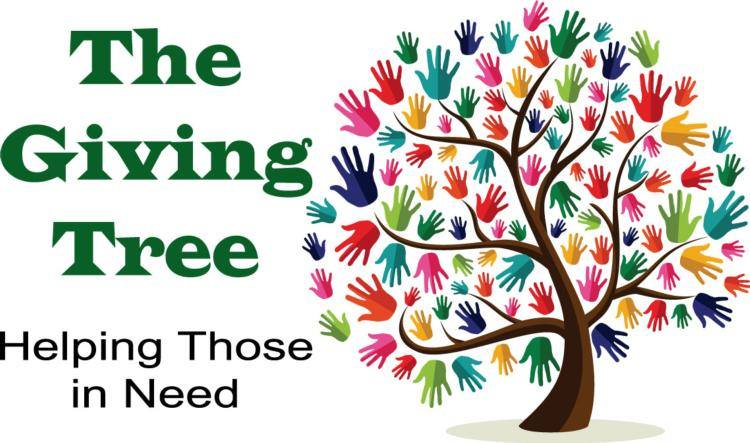 The
Giving
Tree
Helping Those
in Need